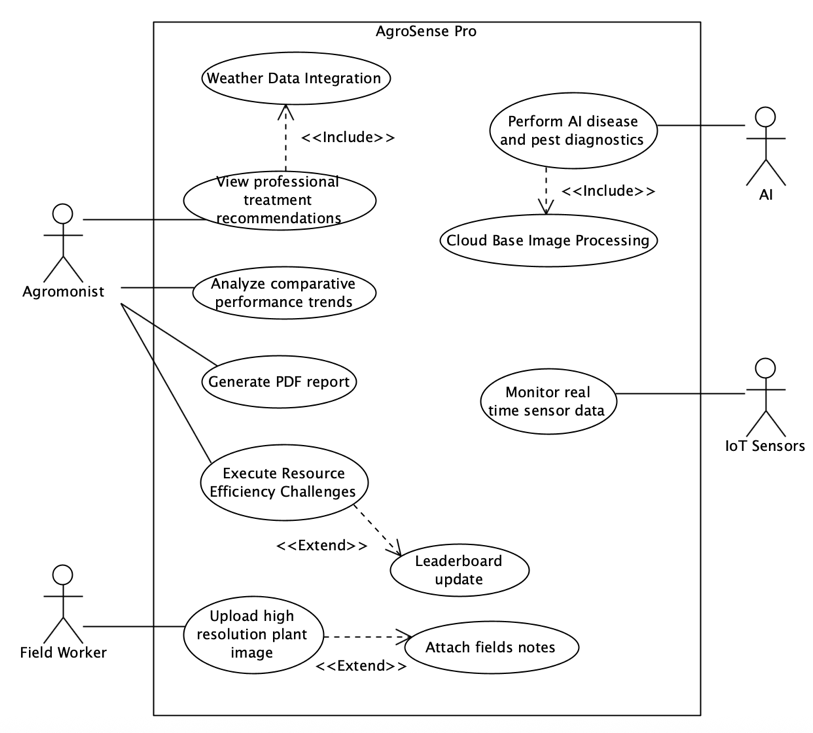 AgroSense Pro
Weather Data Integration
<<Include>>
View professional
treatment
recommendations
Agromonist
Analyze comparative
performance trends
Generate PDF report
Execute Resource
Efficiency Challenges
<<Extend>>
Leaderboard
update
Upload high
resolution plant
image
Field Worker
<<Extend>>
Attach fields notes
Perform AI disease
and pest diagnostics
AI
<<Include>>
Cloud Base Image Processing
Monitor real
time sensor data
IoT Sensors